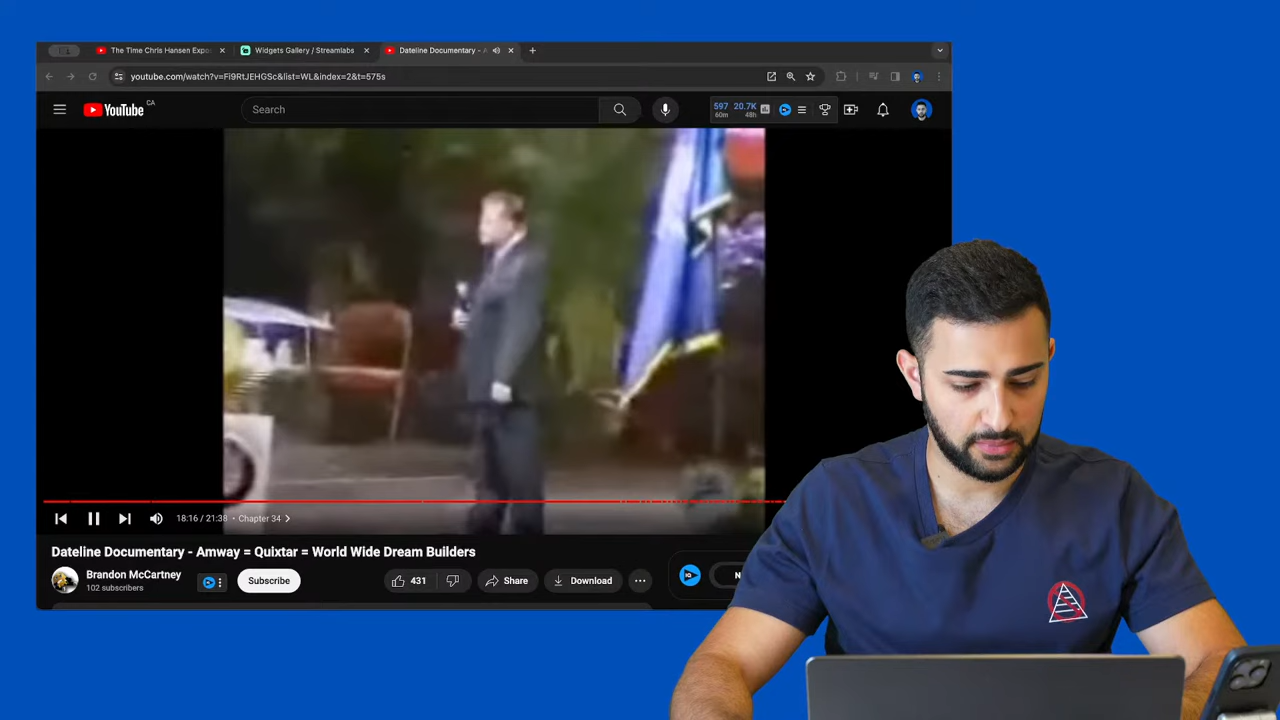 The Time Chris Hansen Expo
Widgets Gallery / Streamlabs
Dateline Documentary - A
youtube.com/watch?v=Fi9RtJEHGSc&list=WL&index=2&t=575s
YouTube CA
Search
597 20.7K
60m 48h
18:16 / 21:38 • Chapter 34
Dateline Documentary - Amway = Quixtar = World Wide Dream Builders
Brandon McCartney
102 subscribers
Subscribe
431
Share
Download
IQ
N